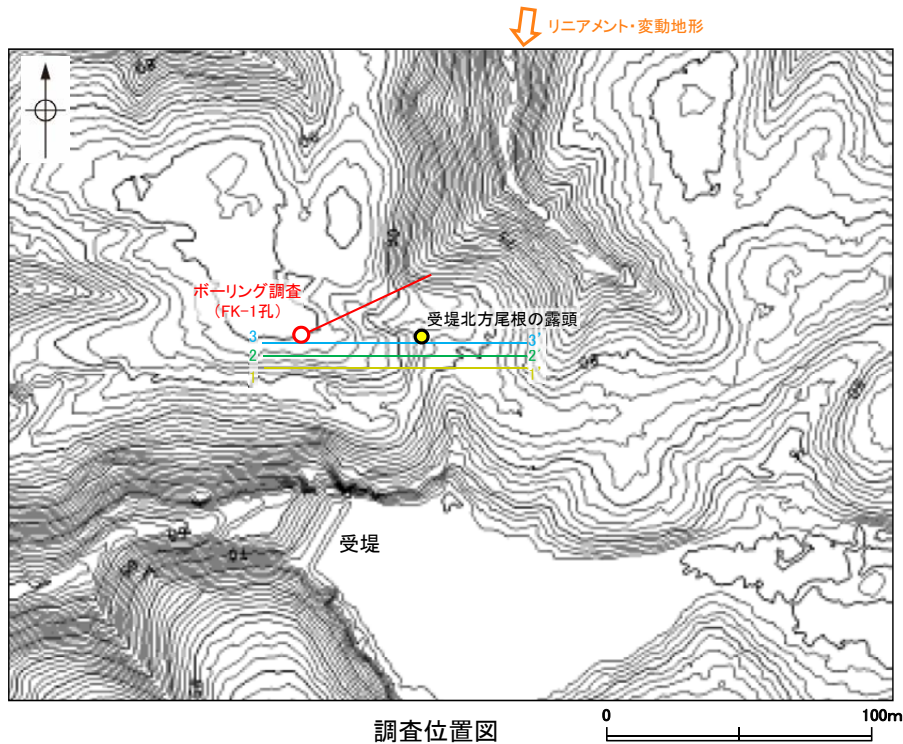 リニアメント・変動地形
ボーリング調査
(FK-1孔)
受堤北方尾根の露頭
3 3'
2 2'
受堤
調査位置図
0 100m